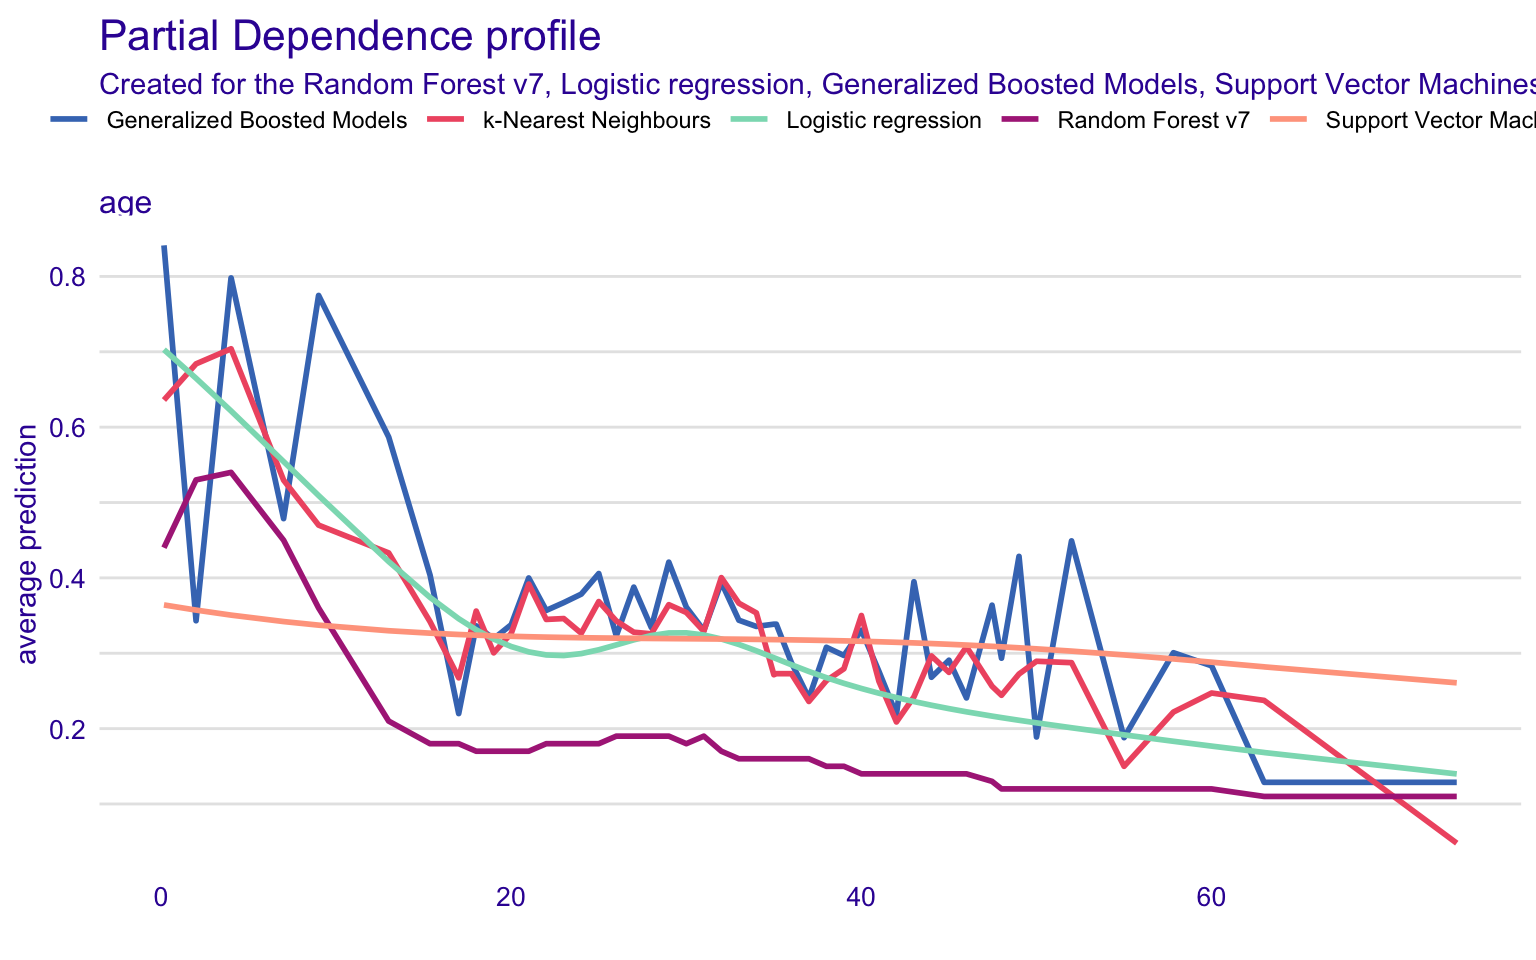 Partial Dependence profile
Created for the Random Forest v7, Logistic regression, Generalized Boosted Models, Support Vector Machines
Generalized Boosted Models k-Nearest Neighbours Logistic regression Random Forest v7 Support Vector
age
0.8
0.6
0.4
0.2
average prediction
0 20 40 60